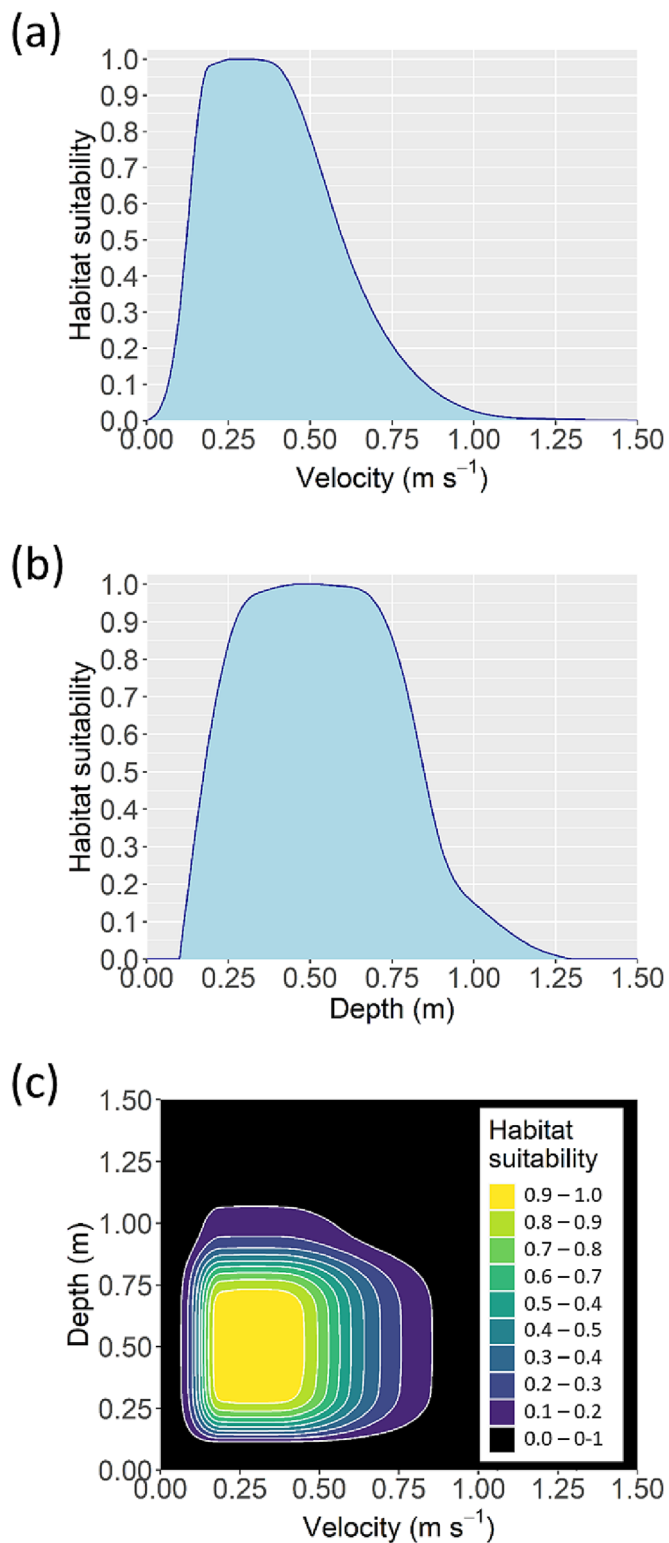 (a)
1.0
0.9
0.8
0.7
0.6
0.5
0.4
0.3
0.2
0.1
0.0
Habitat suitability
0.00 0.25 0.50 0.75 1.00 1.25 1.50
Velocity (m s⁻¹)
(b)
1.0
0.9
0.8
0.7
0.6
0.5
0.4
0.3
0.2
0.1
0.0
Habitat suitability
0.00 0.25 0.50 0.75 1.00 1.25 1.50
Depth (m)
(c)
1.50
1.25
1.00
0.75
0.50
0.25
0.00
Depth (m)
Habitat
suitability
0.9 – 1.0
0.8 – 0.9
0.7 – 0.8
0.6 – 0.7
0.5 – 0.4
0.4 – 0.5
0.3 – 0.4
0.2 – 0.3
0.1 – 0.2
0.0 – 0-1
0.00 0.25 0.50 0.75 1.00 1.25 1.50
Velocity (m s⁻¹)